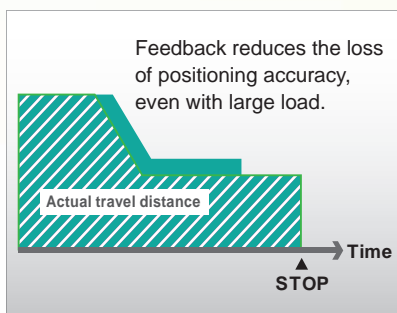 Feedback reduces the loss
of positioning accuracy,
even with large load.
Actual travel distance
Time
STOP